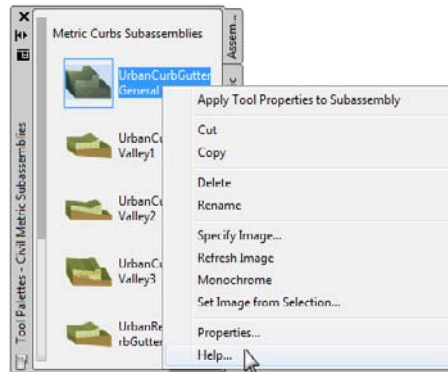 Metric Curbs Subassemblies
Assem...
UrbanCurbGutter
General
UrbanCu
Valley1
UrbanCu
Valley2
UrbanCu
Valley3
UrbanRe
rbGutter
Apply Tool Properties to Subassembly
Cut
Copy
Delete
Rename
Specify Image...
Refresh Image
Monochrome
Set Image from Selection...
Properties...
Help...
Tool Palettes - Civil Metric Subassemblies